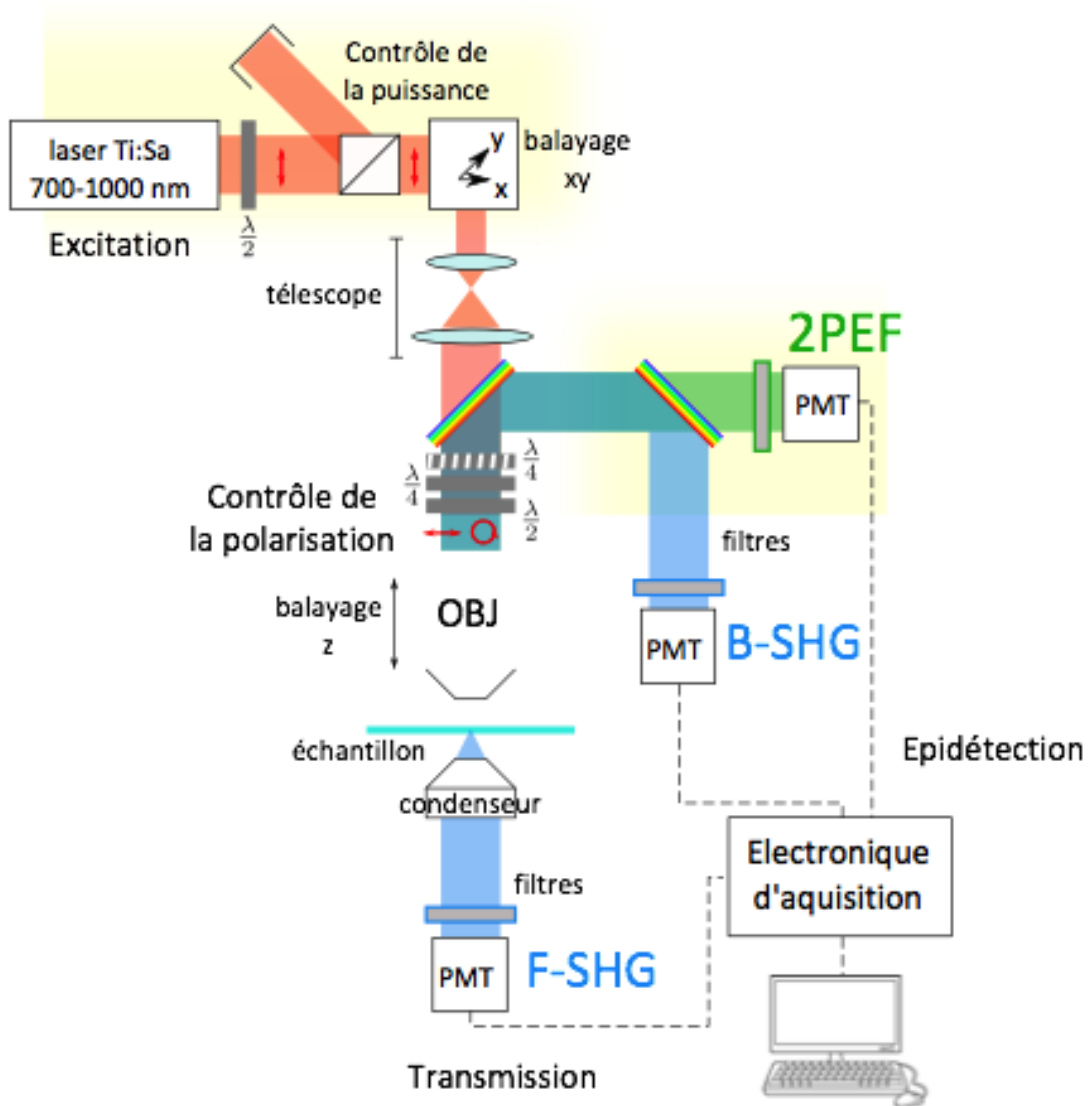 Contrôle de
la puissance
laser Ti:Sa
700-1000 nm
y
x
balayage
xy
λ/2
Excitation
télescope
2PEF
PMT
λ/4
λ/4
λ/2
Contrôle de
la polarisation
filtres
balayage
z
OBJ
PMT
B-SHG
échantillon
Epidétection
condenseur
filtres
Electronique
d'aquisition
PMT
F-SHG
Transmission